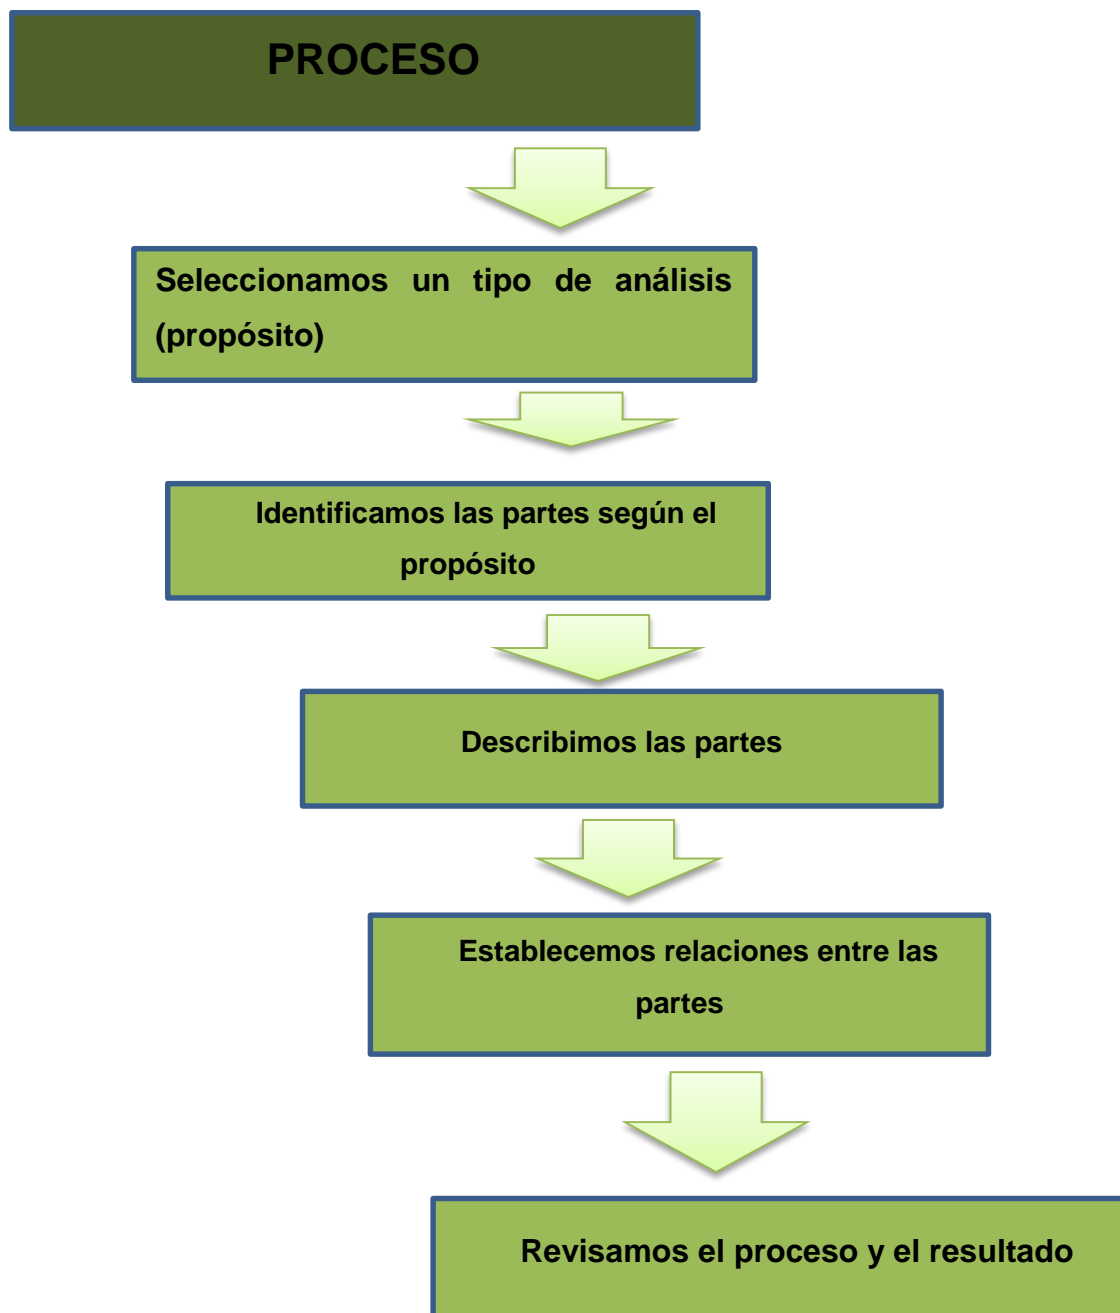 PROCESO
Seleccionamos un tipo de análisis
(propósito)
Identificamos las partes según el
propósito
Describimos las partes
Establecemos relaciones entre las
partes
Revisamos el proceso y el resultado